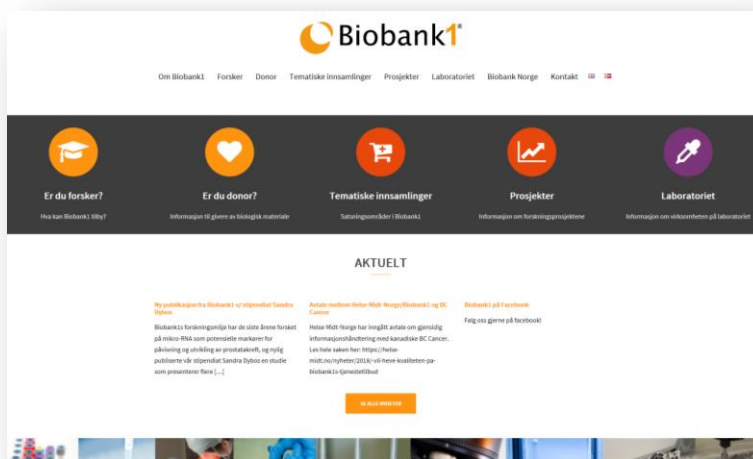 Biobank1®
Om Biobank1 Forsker Donor Tematiske innsamlinger Prosjekter Laboratoriet Biobank Norge Kontakt
Er du forsker? Er du donor? Tematiske innsamlinger Prosjekter Laboratoriet
Hva kan Biobank1 tilby? Informasjon til givere av biologisk materiale Satsningsområder i Biobank1 Informasjon om forskningsprosjektene Informasjon om virksomheten på laboratoriet
AKTUELT
Ny publikasjon fra Biobank1 v/ stipendiat Sandra
Dybos
Biobank1s forskningsmiljø har de siste årene forsket
på mikro-RNA som potensielle markører for
påvisning og utvikling av prostatakreft, og nylig
publiserte vår stipendiat Sandra Dybos en studie
som presenterer flere [...]
Avtale mellom Helse Midt-Norge/Biobank1 og BC
Cancer
Helse Midt-Norge har inngått avtale om gjensidig
informasjonshåndtering med kanadiske BC Cancer.
Les hele saken her: https://helse-
midt.no/nyheter/2018/-vil-heve-kvaliteten-pa-
biobank1s-tjenestetilbud
Biobank1 på Facebook
Følg oss gjerne på facebook!
SE ALLE NYHETER